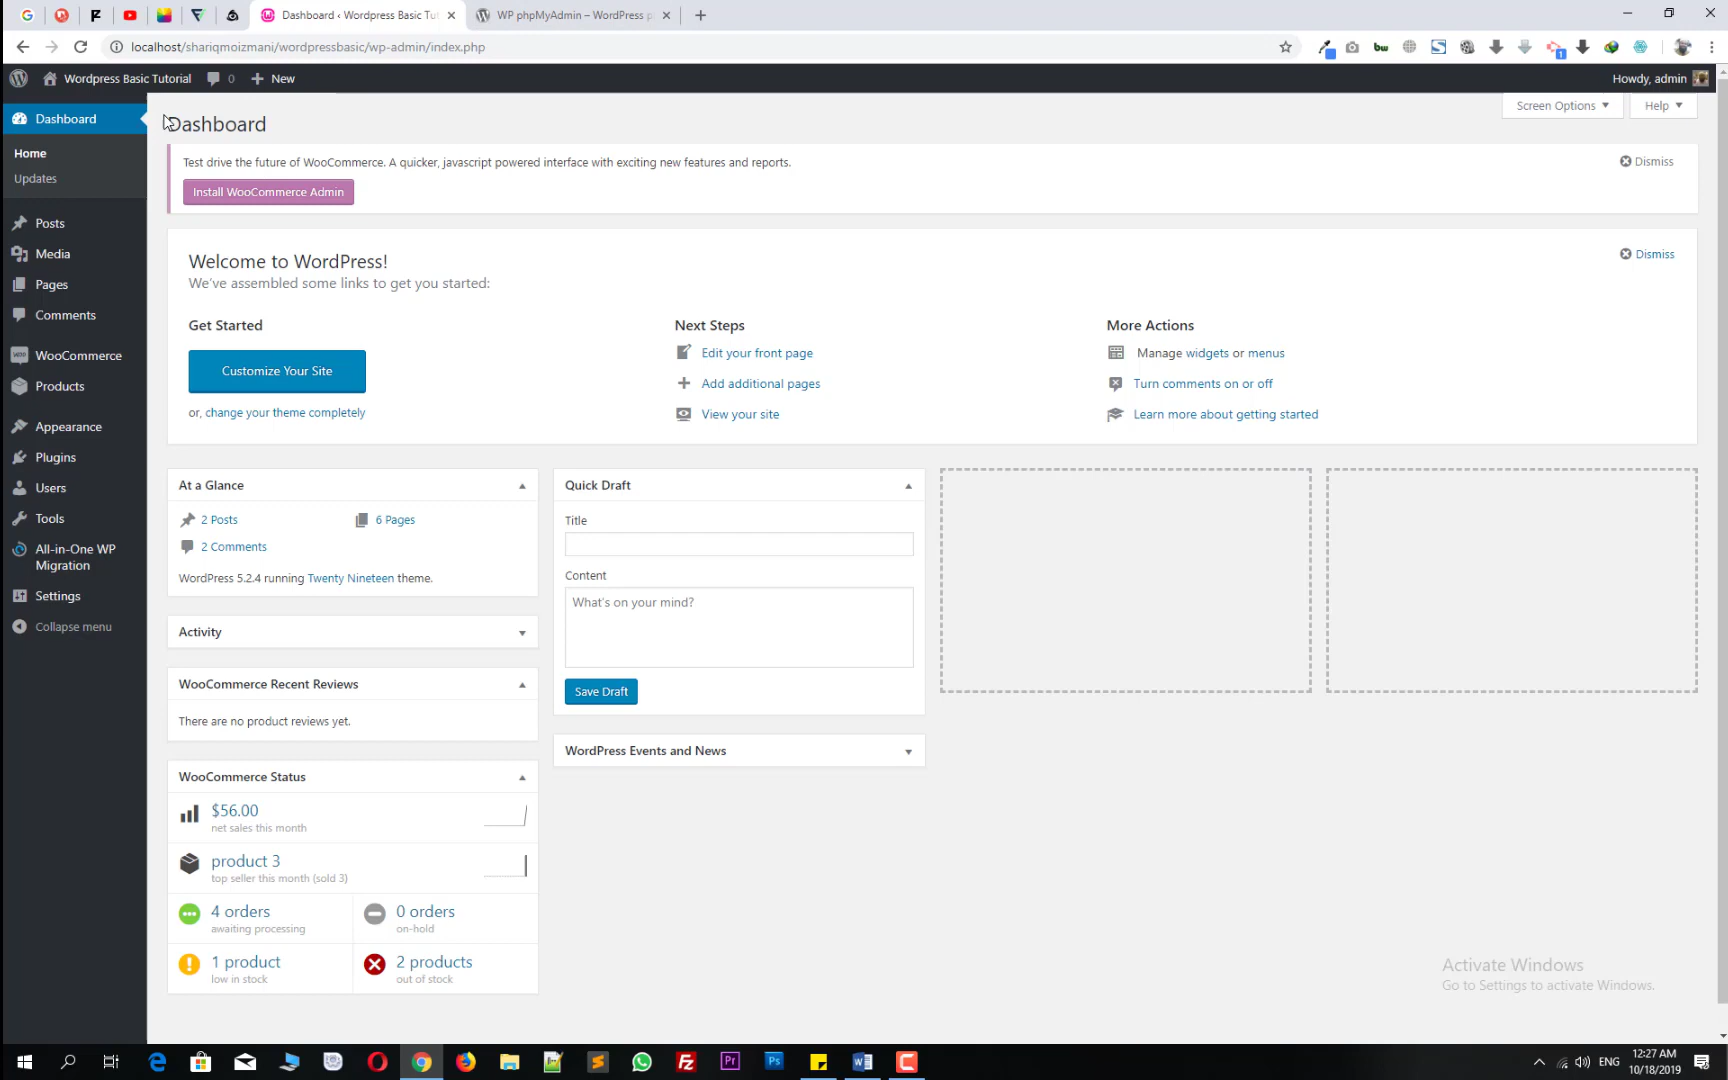 Dashboard ‹ Wordpress Basic Tut
WP phpMyAdmin – WordPress p
localhost/shariqmoizmani/wordpressbasic/wp-admin/index.php
Wordpress Basic Tutorial
0
New
Howdy, admin
Dashboard
Home
Updates
Posts
Media
Pages
Comments
WooCommerce
Products
Appearance
Plugins
Users
Tools
All-in-One WP
Migration
Settings
Collapse menu
Screen Options
Help
Dashboard
Test drive the future of WooCommerce. A quicker, javascript powered interface with exciting new features and reports.
Dismiss
Install WooCommerce Admin
Welcome to WordPress!
Dismiss
We've assembled some links to get you started:
Get Started
Customize Your Site
or, change your theme completely
Next Steps
Edit your front page
Add additional pages
View your site
More Actions
Manage widgets or menus
Turn comments on or off
Learn more about getting started
At a Glance
2 Posts
6 Pages
2 Comments
WordPress 5.2.4 running Twenty Nineteen theme.
Activity
WooCommerce Recent Reviews
There are no product reviews yet.
WooCommerce Status
$56.00
net sales this month
product 3
top seller this month (sold 3)
4 orders
awaiting processing
0 orders
on-hold
1 product
low in stock
2 products
out of stock
Quick Draft
Title
Content
What's on your mind?
Save Draft
WordPress Events and News
Activate Windows
Go to Settings to activate Windows.
ENG
12:27 AM
10/18/2019